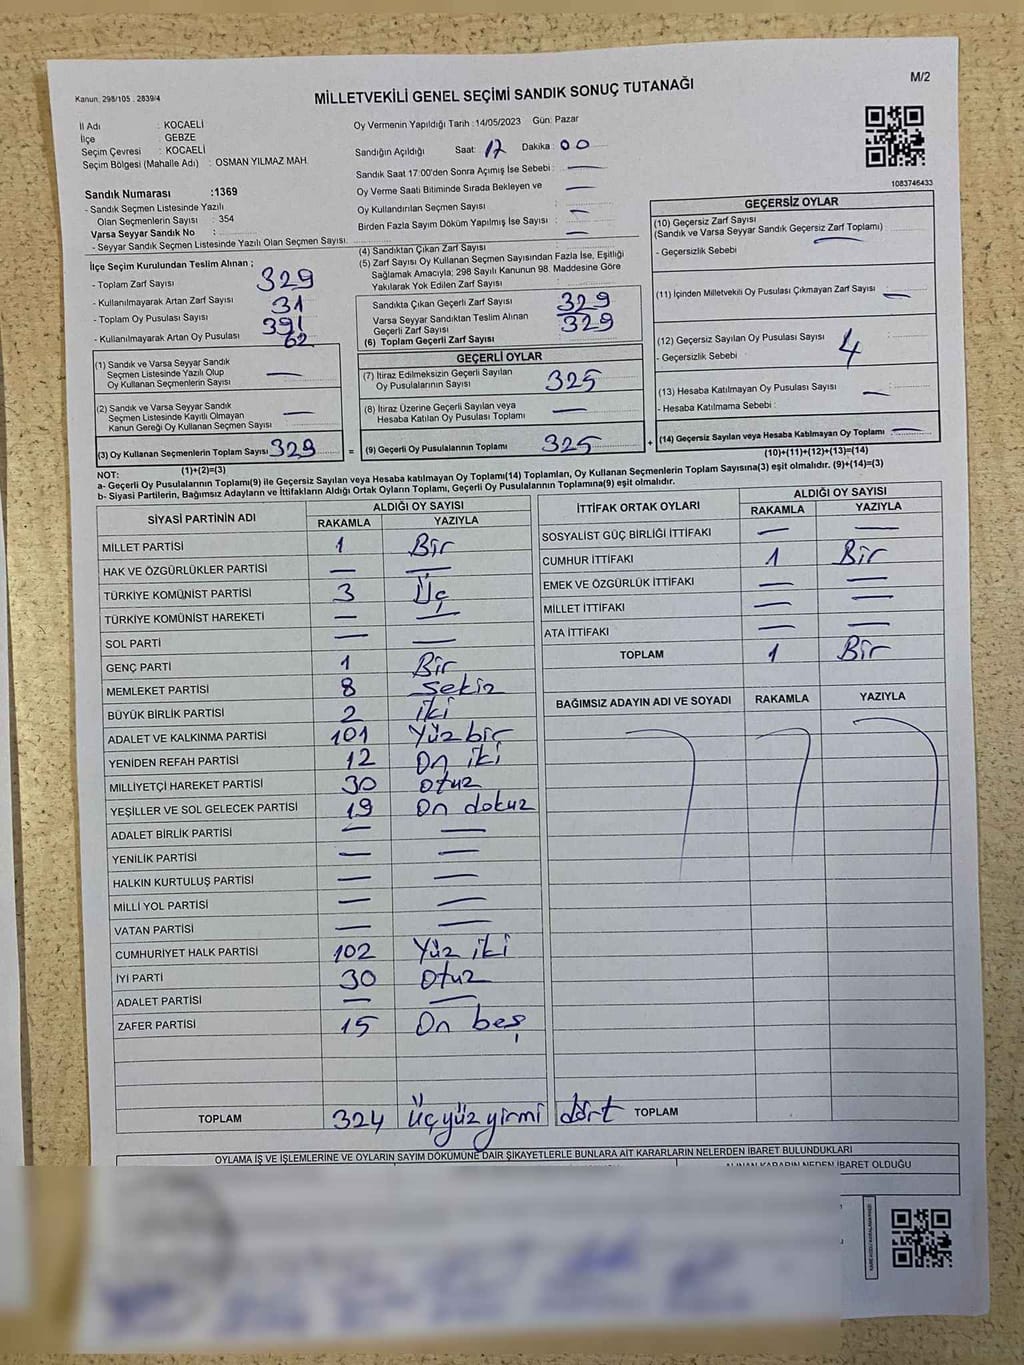 Kanun: 298/105 . 2839/4
MİLLETVEKİLİ GENEL SEÇİMİ SANDIK SONUÇ TUTANAĞI
M/2
İl Adı : KOCAELİ
İlçe : GEBZE
Seçim Çevresi : KOCAELİ
Seçim Bölgesi (Mahalle Adı) : OSMAN YILMAZ MAH.
Sandık Numarası : 1369
- Sandık Seçmen Listesinde Yazılı
Olan Seçmenlerin Sayısı : 354
Varsa Seyyar Sandık No :
- Seyyar Sandık Seçmen Listesinde Yazılı Olan Seçmen Sayısı:
Oy Vermenin Yapıldığı Tarih : 14/05/2023 Gün: Pazar
Sandığın Açıldığı Saat: 17 Dakika: 00
Sandık Saat 17:00'den Sonra Açımış İse Sebebi : —
Oy Verme Saati Bitiminde Sırada Bekleyen ve —
Oy Kullandırılan Seçmen Sayısı : —
Birden Fazla Sayım Döküm Yapılmış İse Sayısı : —
1083746433
İlçe Seçim Kurulundan Teslim Alınan ;
- Toplam Zarf Sayısı 329
- Kullanılmayarak Artan Zarf Sayısı 31
- Toplam Oy Pusulası Sayısı 391
- Kullanılmayarak Artan Oy Pusulası 62
(1) Sandık ve Varsa Seyyar Sandık
Seçmen Listesinde Yazılı Olup
Oy Kullanan Seçmenlerin Sayısı —
(2) Sandık ve Varsa Seyyar Sandık
Seçmen Listesinde Kayıtlı Olmayan
Kanun Gereği Oy Kullanan Seçmen Sayısı —
(3) Oy Kullanan Seçmenlerin Toplam Sayısı 329
(1)+(2)=(3)
(4) Sandıktan Çıkan Zarf Sayısı
(5) Zarf Sayısı Oy Kullanan Seçmen Sayısından Fazla İse, Eşitliği
Sağlamak Amacıyla; 298 Sayılı Kanunun 98. Maddesine Göre
Yakılarak Yok Edilen Zarf Sayısı :
Sandıkta Çıkan Geçerli Zarf Sayısı 329
Varsa Seyyar Sandıktan Teslim Alınan
Geçerli Zarf Sayısı 329
(6) Toplam Geçerli Zarf Sayısı :
GEÇERLİ OYLAR
(7) İtiraz Edilmeksizin Geçerli Sayılan
Oy Pusulalarının Sayısı 325
(8) İtiraz Üzerine Geçerli Sayılan veya
Hesaba Katılan Oy Pusulası Toplamı —
= (9) Geçerli Oy Pusulalarının Toplamı 325 +
GEÇERSİZ OYLAR
(10) Geçersiz Zarf Sayısı
(Sandık ve Varsa Seyyar Sandık Geçersiz Zarf Toplamı) —
- Geçersizlik Sebebi
(11) İçinden Milletvekili Oy Pusulası Çıkmayan Zarf Sayısı —
(12) Geçersiz Sayılan Oy Pusulası Sayısı : 4
- Geçersizlik Sebebi :
(13) Hesaba Katılmayan Oy Pusulası Sayısı : —
- Hesaba Katılmama Sebebi :
(14) Geçersiz Sayılan veya Hesaba Katılmayan Oy Toplamı —
(10)+(11)+(12)+(13)=(14)
NOT:
a- Geçerli Oy Pusulalarının Toplamı(9) ile Geçersiz Sayılan veya Hesaba katılmayan Oy Toplamı(14) Toplamları, Oy Kullanan Seçmenlerin Toplam Sayısına(3) eşit olmalıdır. (9)+(14)=(3)
b- Siyasi Partilerin, Bağımsız Adayların ve İttifakların Aldığı Ortak Oyların Toplamı, Geçerli Oy Pusulalarının Toplamına(9) eşit olmalıdır.
SİYASİ PARTİNİN ADI ALDIĞI OY SAYISI
RAKAMLA YAZIYLA
MİLLET PARTİSİ 1 Bir
HAK VE ÖZGÜRLÜKLER PARTİSİ — —
TÜRKİYE KOMÜNİST PARTİSİ 3 Üç
TÜRKİYE KOMÜNİST HAREKETİ — —
SOL PARTİ — —
GENÇ PARTİ 1 Bir
MEMLEKET PARTİSİ 8 sekiz
BÜYÜK BİRLİK PARTİSİ 2 iki
ADALET VE KALKINMA PARTİSİ 101 Yüz bir
YENİDEN REFAH PARTİSİ 12 On iki
MİLLİYETÇİ HAREKET PARTİSİ 30 otuz
YEŞİLLER VE SOL GELECEK PARTİSİ 19 On dokuz
ADALET BİRLİK PARTİSİ — —
YENİLİK PARTİSİ — —
HALKIN KURTULUŞ PARTİSİ — —
MİLLİ YOL PARTİSİ — —
VATAN PARTİSİ — —
CUMHURİYET HALK PARTİSİ 102 Yüz iki
İYİ PARTİ 30 Otuz
ADALET PARTİSİ — —
ZAFER PARTİSİ 15 On beş
TOPLAM 324 Üçyüz yirmi dört
İTTİFAK ORTAK OYLARI ALDIĞI OY SAYISI
RAKAMLA YAZIYLA
SOSYALİST GÜÇ BİRLİĞİ İTTİFAKI — —
CUMHUR İTTİFAKI 1 Bir
EMEK VE ÖZGÜRLÜK İTTİFAKI — —
MİLLET İTTİFAKI — —
ATA İTTİFAKI — —
TOPLAM 1 Bir
BAĞIMSIZ ADAYIN ADI VE SOYADI RAKAMLA YAZIYLA
TOPLAM
OYLAMA İŞ VE İŞLEMLERİNE VE OYLARIN SAYIM DÖKÜMÜNE DAİR ŞİKAYETLERLE BUNLARA AİT KARARLARIN NELERDEN İBARET BULUNDUKLARI
ALINAN KARARIN NEDEN İBARET OLDUĞU